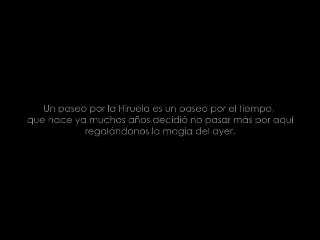 Un paseo por la Hiruela es un paseo por el tiempo,
que hace ya muchos años decidió no pasar más por aquí
regalándonos la magia del ayer.